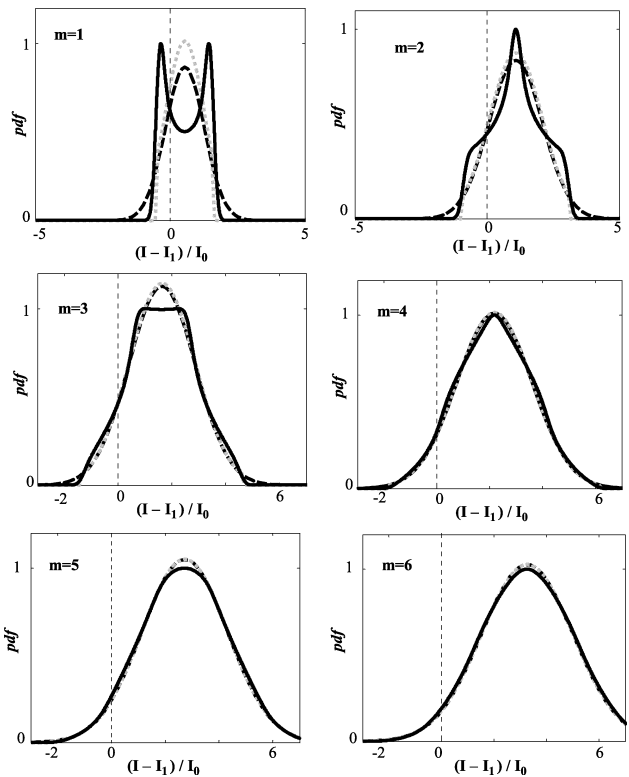 m=1
pdf
1
0
-5
0
5
(I – I₁) / I₀
m=2
pdf
1
0
-5
0
5
(I – I₁) / I₀
m=3
pdf
1
0
-2
0
6
(I – I₁) / I₀
m=4
pdf
1
0
-2
0
6
(I – I₁) / I₀
m=5
pdf
1
0
-2
0
6
(I – I₁) / I₀
m=6
pdf
1
0
-2
0
6
(I – I₁) / I₀